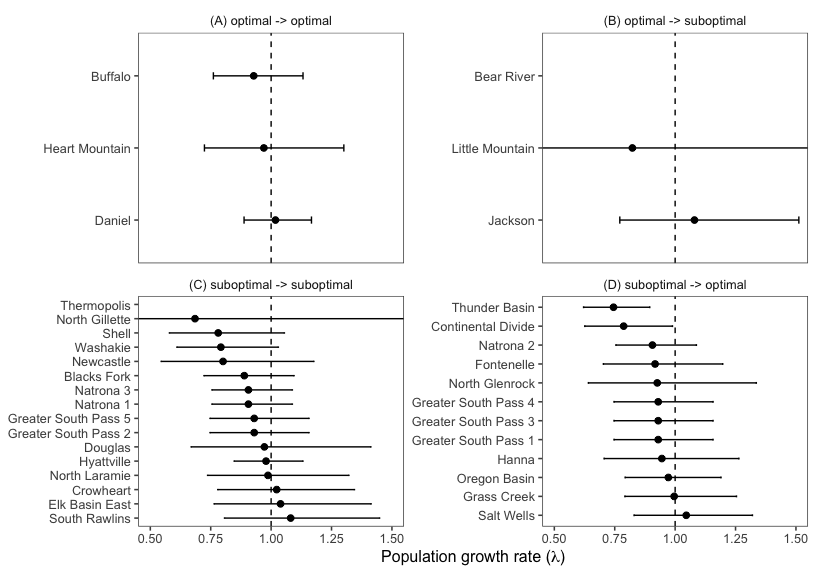 (A) optimal -> optimal
Buffalo
Heart Mountain
Daniel
(B) optimal -> suboptimal
Bear River
Little Mountain
Jackson
(C) suboptimal -> suboptimal
Thermopolis
North Gillette
Shell
Washakie
Newcastle
Blacks Fork
Natrona 3
Natrona 1
Greater South Pass 5
Greater South Pass 2
Douglas
Hyattville
North Laramie
Crowheart
Elk Basin East
South Rawlins
0.50 0.75 1.00 1.25 1.50
(D) suboptimal -> optimal
Thunder Basin
Continental Divide
Natrona 2
Fontenelle
North Glenrock
Greater South Pass 4
Greater South Pass 3
Greater South Pass 1
Hanna
Oregon Basin
Grass Creek
Salt Wells
0.50 0.75 1.00 1.25 1.50
Population growth rate (λ)